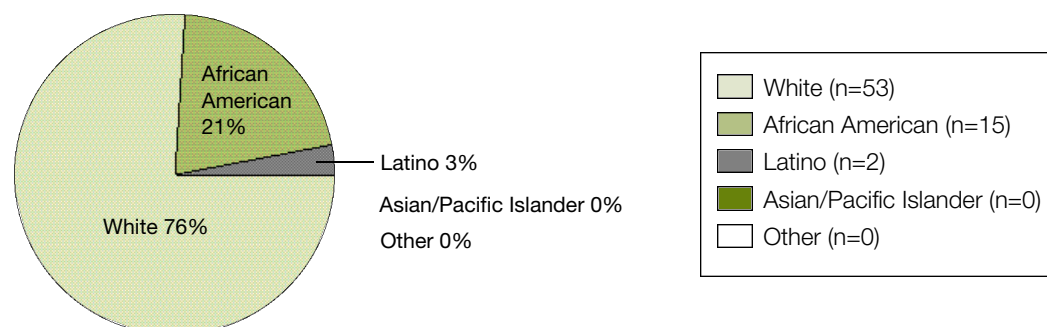 African
American
21%
Latino 3%
Asian/Pacific Islander 0%
Other 0%
White 76%
White (n=53)
African American (n=15)
Latino (n=2)
Asian/Pacific Islander (n=0)
Other (n=0)